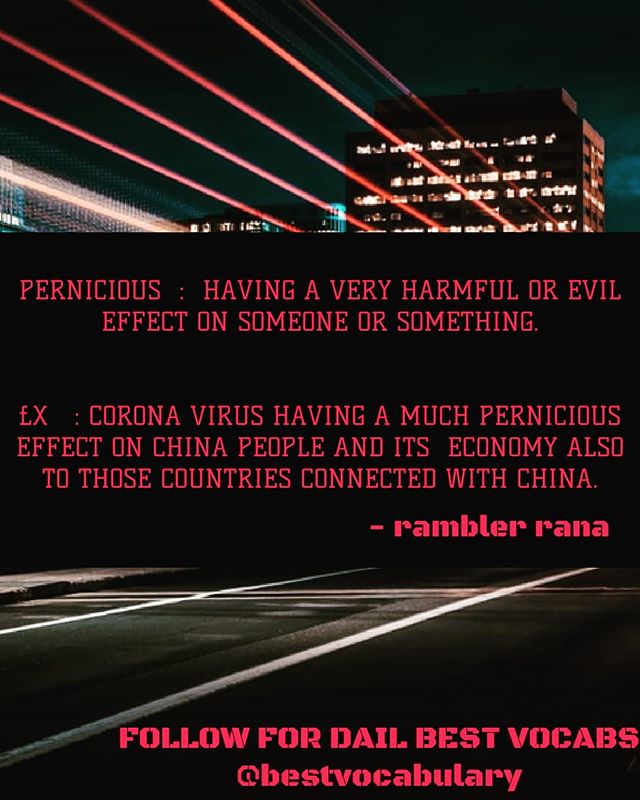 PERNICIOUS : HAVING A VERY HARMFUL OR EVIL
EFFECT ON SOMEONE OR SOMETHING.
£X : CORONA VIRUS HAVING A MUCH PERNICIOUS
EFFECT ON CHINA PEOPLE AND ITS ECONOMY ALSO
TO THOSE COUNTRIES CONNECTED WITH CHINA.
- rambler rana
FOLLOW FOR DAIL BEST VOCABS
@bestvocabulary